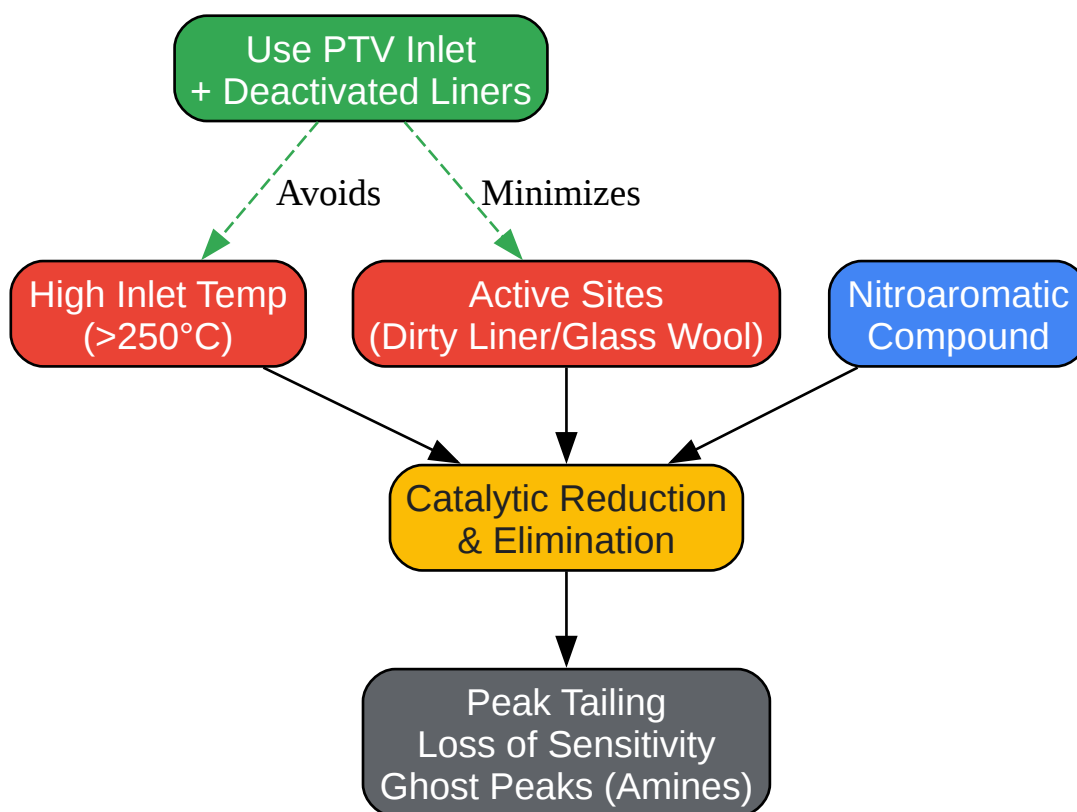 Use PTV Inlet
+ Deactivated Liners
Avoids
Minimizes
High Inlet Temp
(>250°C)
Active Sites
(Dirty Liner/Glass Wool)
Nitroaromatic
Compound
Catalytic Reduction
& Elimination
Peak Tailing
Loss of Sensitivity
Ghost Peaks (Amines)